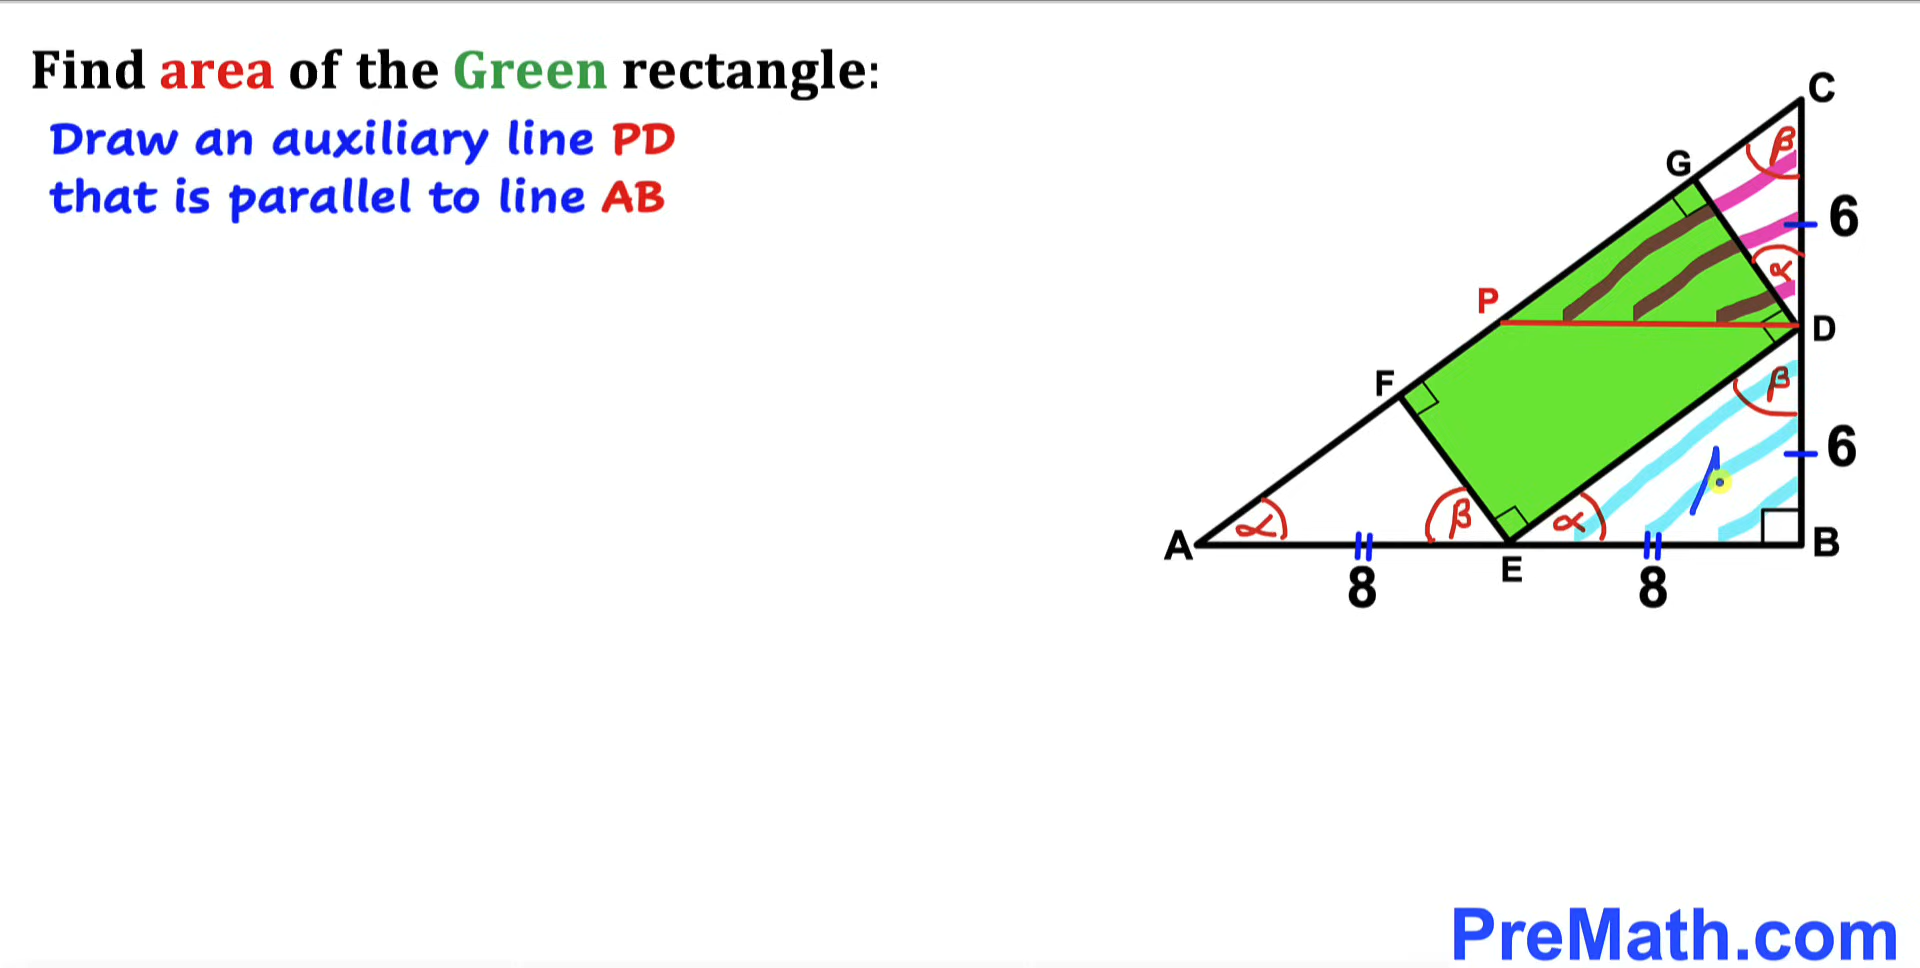 Find area of the Green rectangle:
Draw an auxiliary line PD
that is parallel to line AB
C
β
G
6
α
P
D
F
β
6
β
α
α
A
B
E
8
8
PreMath.com